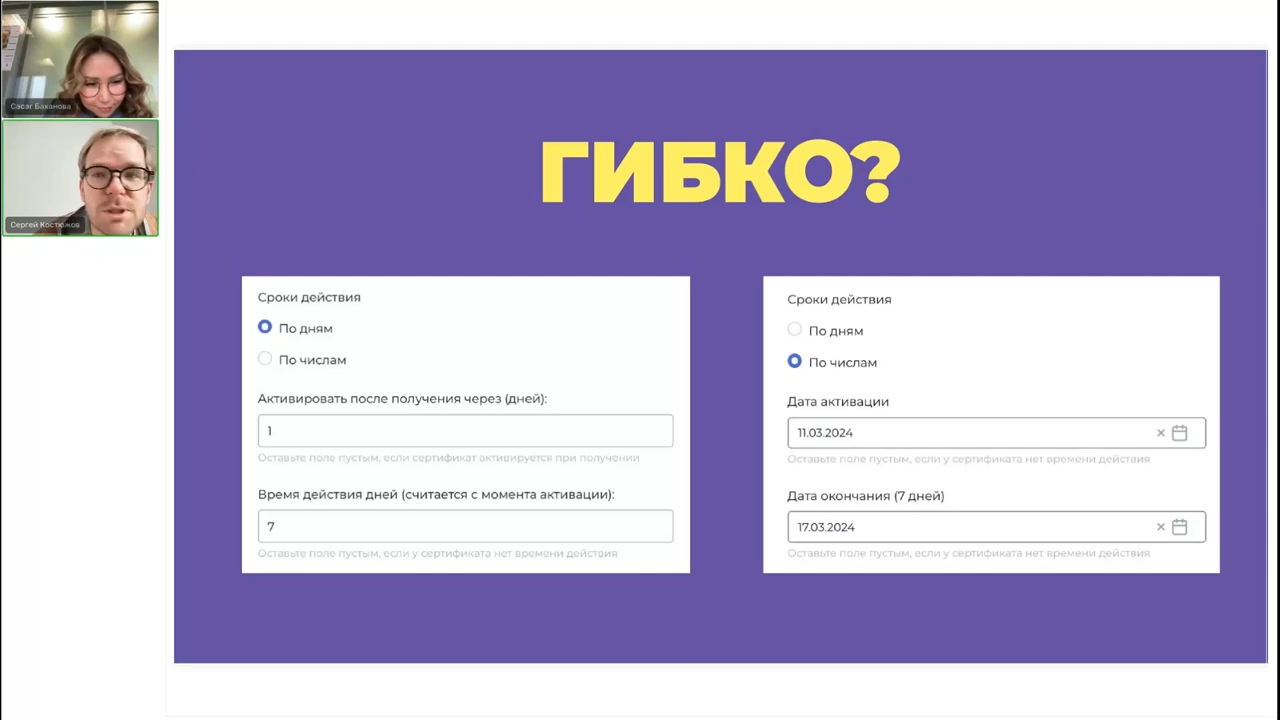 Сэсэг Баханова
Сергей Костюжов
ГИБКО?
Сроки действия
По дням
По числам
Активировать после получения через (дней):
1
Оставьте поле пустым, если сертификат активируется при получении
Время действия дней (считается с момента активации):
7
Оставьте поле пустым, если у сертификата нет времени действия
Сроки действия
По дням
По числам
Дата активации
11.03.2024
Оставьте поле пустым, если у сертификата нет времени действия
Дата окончания (7 дней)
17.03.2024
Оставьте поле пустым, если у сертификата нет времени действия